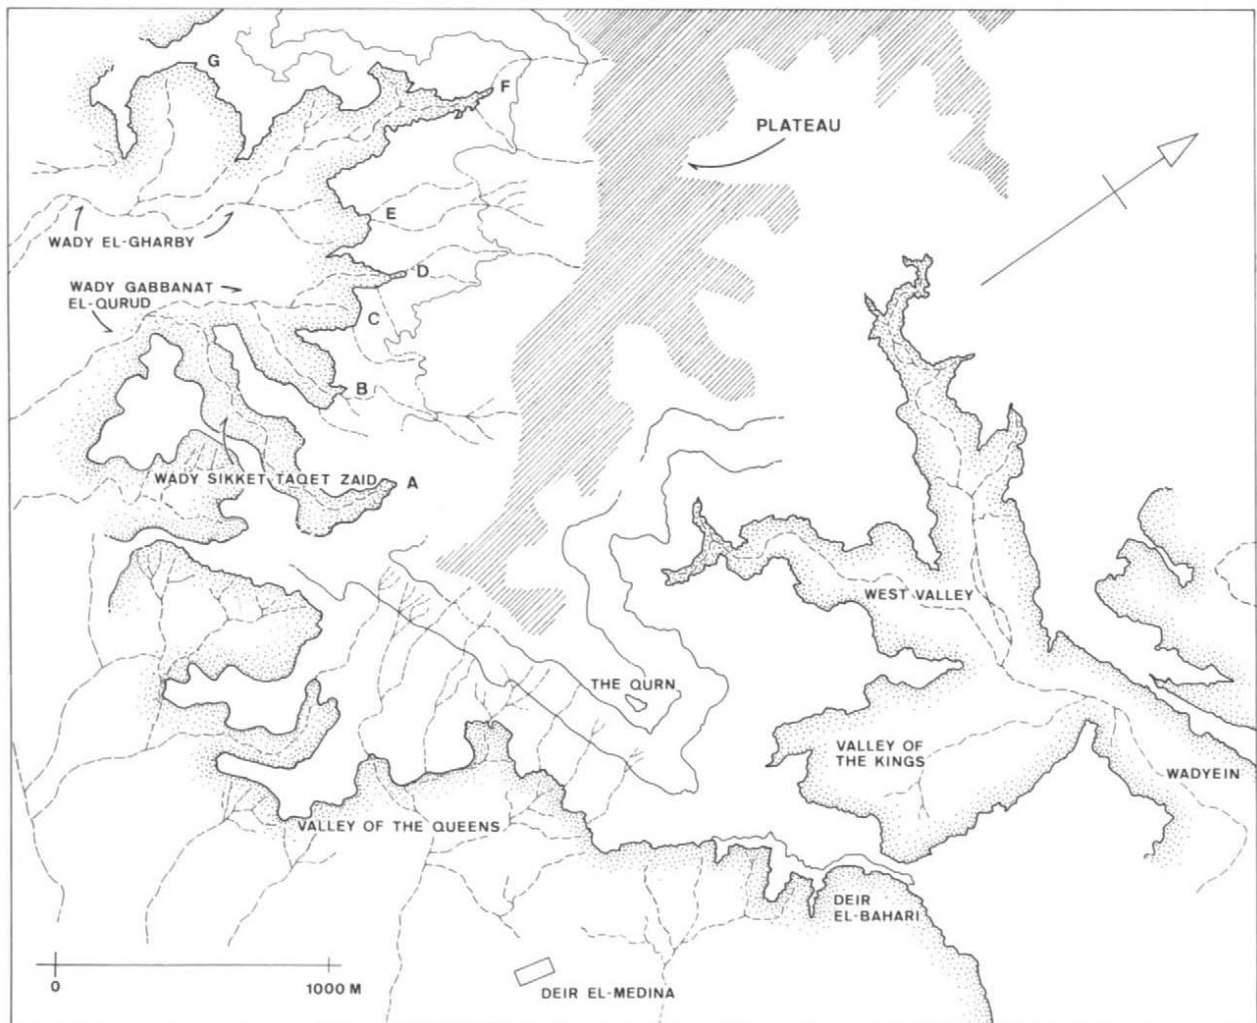 G
F
PLATEAU
E
WADY EL-GHARBY
D
WADY GABBANAT
EL-QURUD
C
B
WADY SIKKET TAQET ZAID
A
WEST VALLEY
THE QURN
VALLEY OF
THE KINGS
WADYEIN
VALLEY OF THE QUEENS
DEIR
EL-BAHARI
0
1000 M
DEIR EL-MEDINA